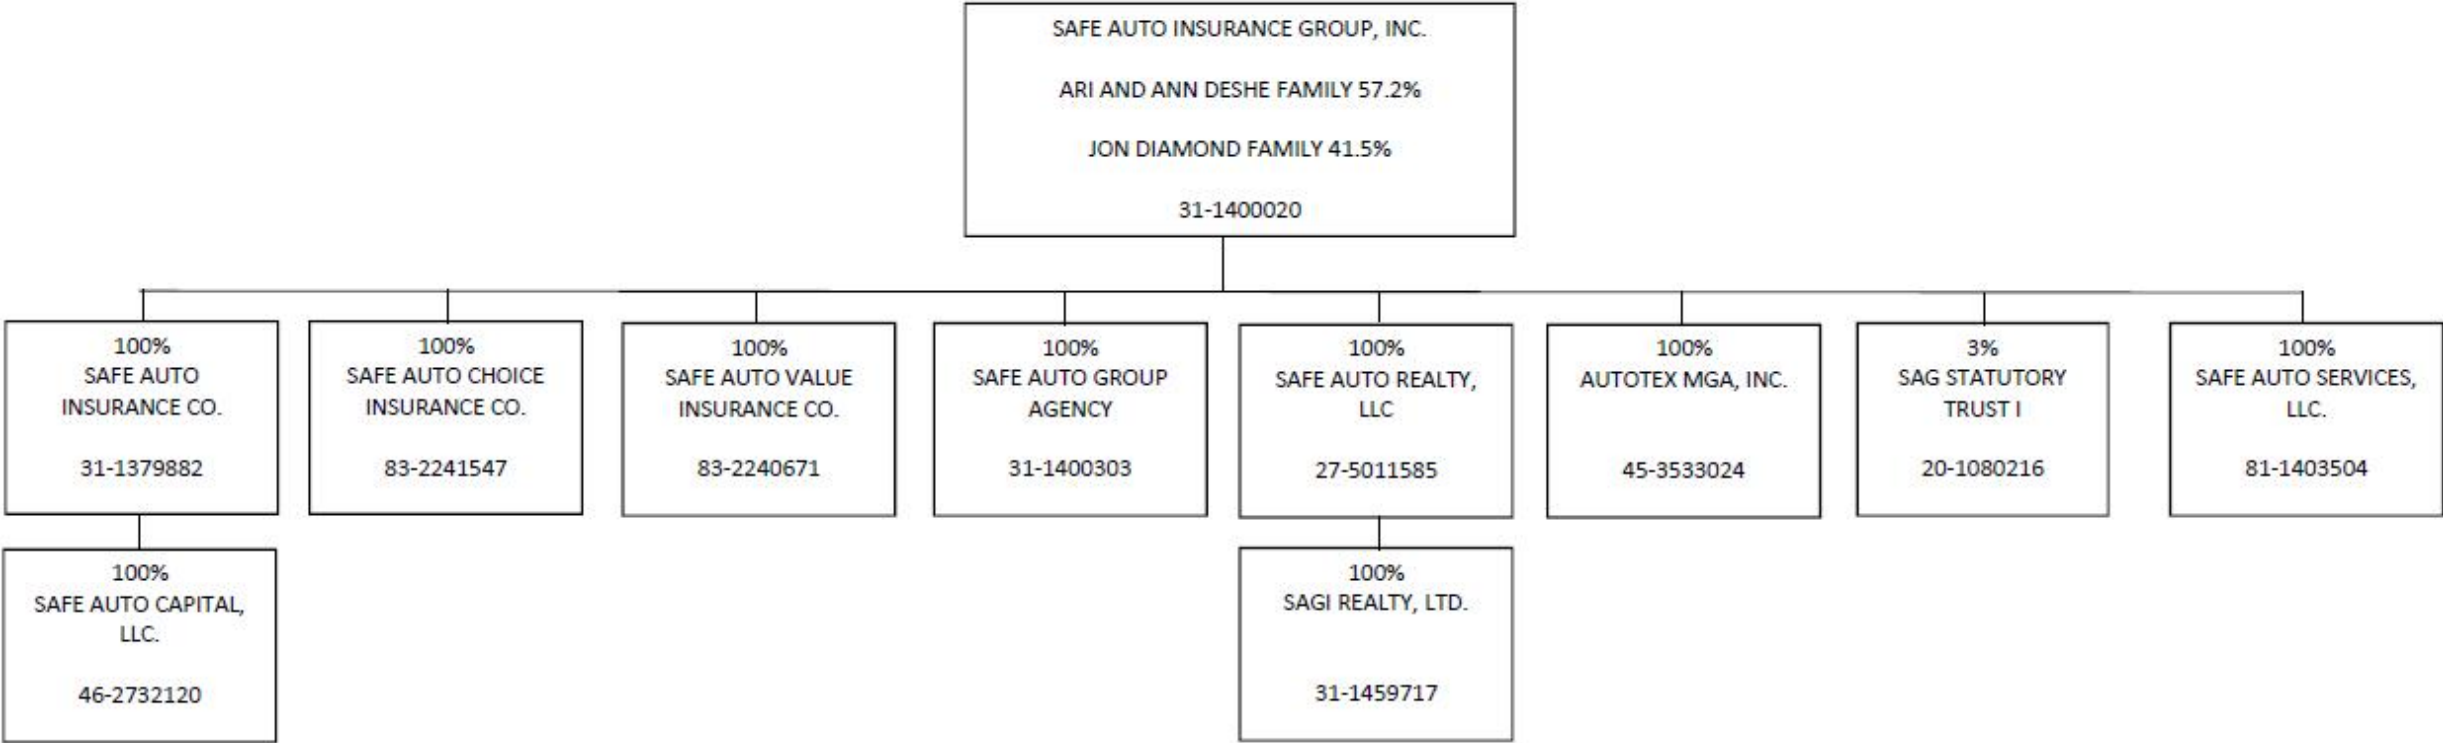 SAFE AUTO INSURANCE GROUP, INC.
ARI AND ANN DESHE FAMILY 57.2%
JON DIAMOND FAMILY 41.5%
31-1400020
100%
SAFE AUTO
INSURANCE CO.
31-1379882
100%
SAFE AUTO CHOICE
INSURANCE CO.
83-2241547
100%
SAFE AUTO VALUE
INSURANCE CO.
83-2240671
100%
SAFE AUTO GROUP
AGENCY
31-1400303
100%
SAFE AUTO REALTY,
LLC
27-5011585
100%
AUTOTEX MGA, INC.
45-3533024
3%
SAG STATUTORY
TRUST I
20-1080216
100%
SAFE AUTO SERVICES,
LLC.
81-1403504
100%
SAFE AUTO CAPITAL,
LLC.
46-2732120
100%
SAGI REALTY, LTD.
31-1459717